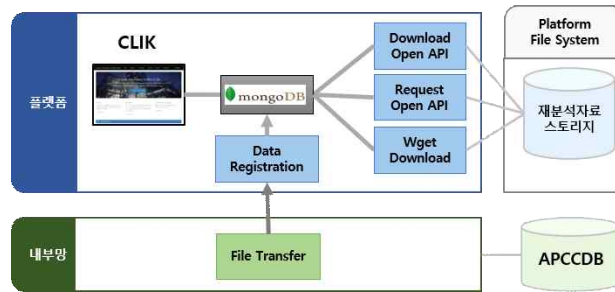 플랫폼
CLIK
mongoDB
Download
Open API
Request
Open API
Wget
Download
Data
Registration
Platform
File System
재분석자료
스토리지
내부망
File Transfer
APCCDB